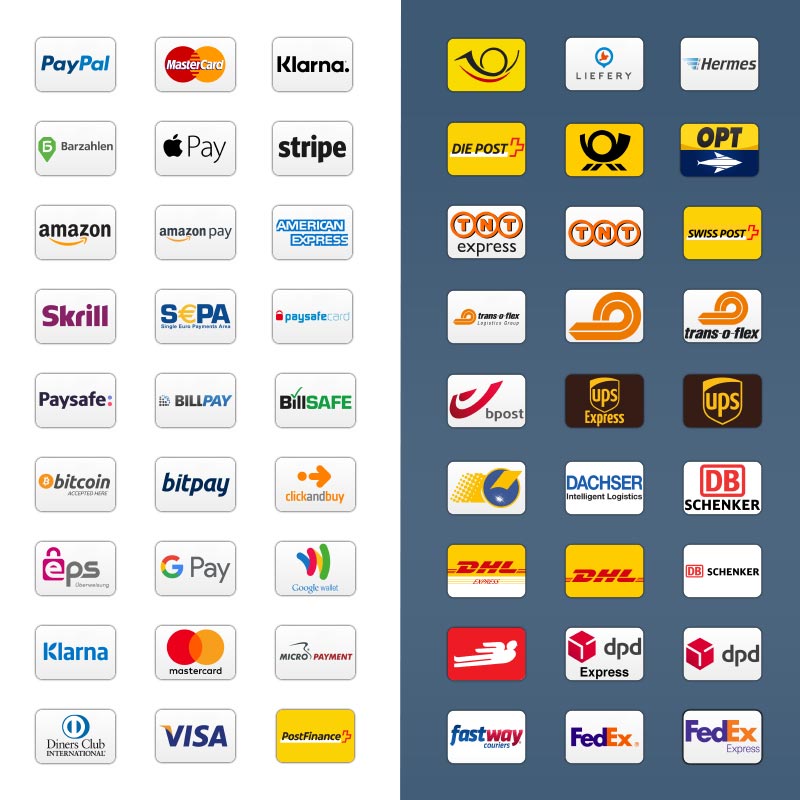 PayPal
MasterCard
Klarna.
Barzahlen
Pay
stripe
amazon
amazon pay
AMERICAN
EXPRESS
Skrill
S€PA
Single Euro Payments Area
paysafecard
Paysafe:
BILLPAY
BillSAFE
bitcoin
ACCEPTED HERE
bitpay
clickandbuy
eps
Überweisung
G Pay
Google wallet
Klarna
mastercard
MICROPAYMENT
Diners Club
INTERNATIONAL
VISA
PostFinance
LIEFERY
Hermes
DIE POST
OPT
TNT
express
TNT
SWISS POST
trans-o-flex
Logistics Group
trans-o-flex
bpost
ups
Express
ups
DACHSER
Intelligent Logistics
DB
SCHENKER
DHL
EXPRESS
DHL
DB SCHENKER
dpd
Express
dpd
fastway
couriers
FedEx
FedEx
Express